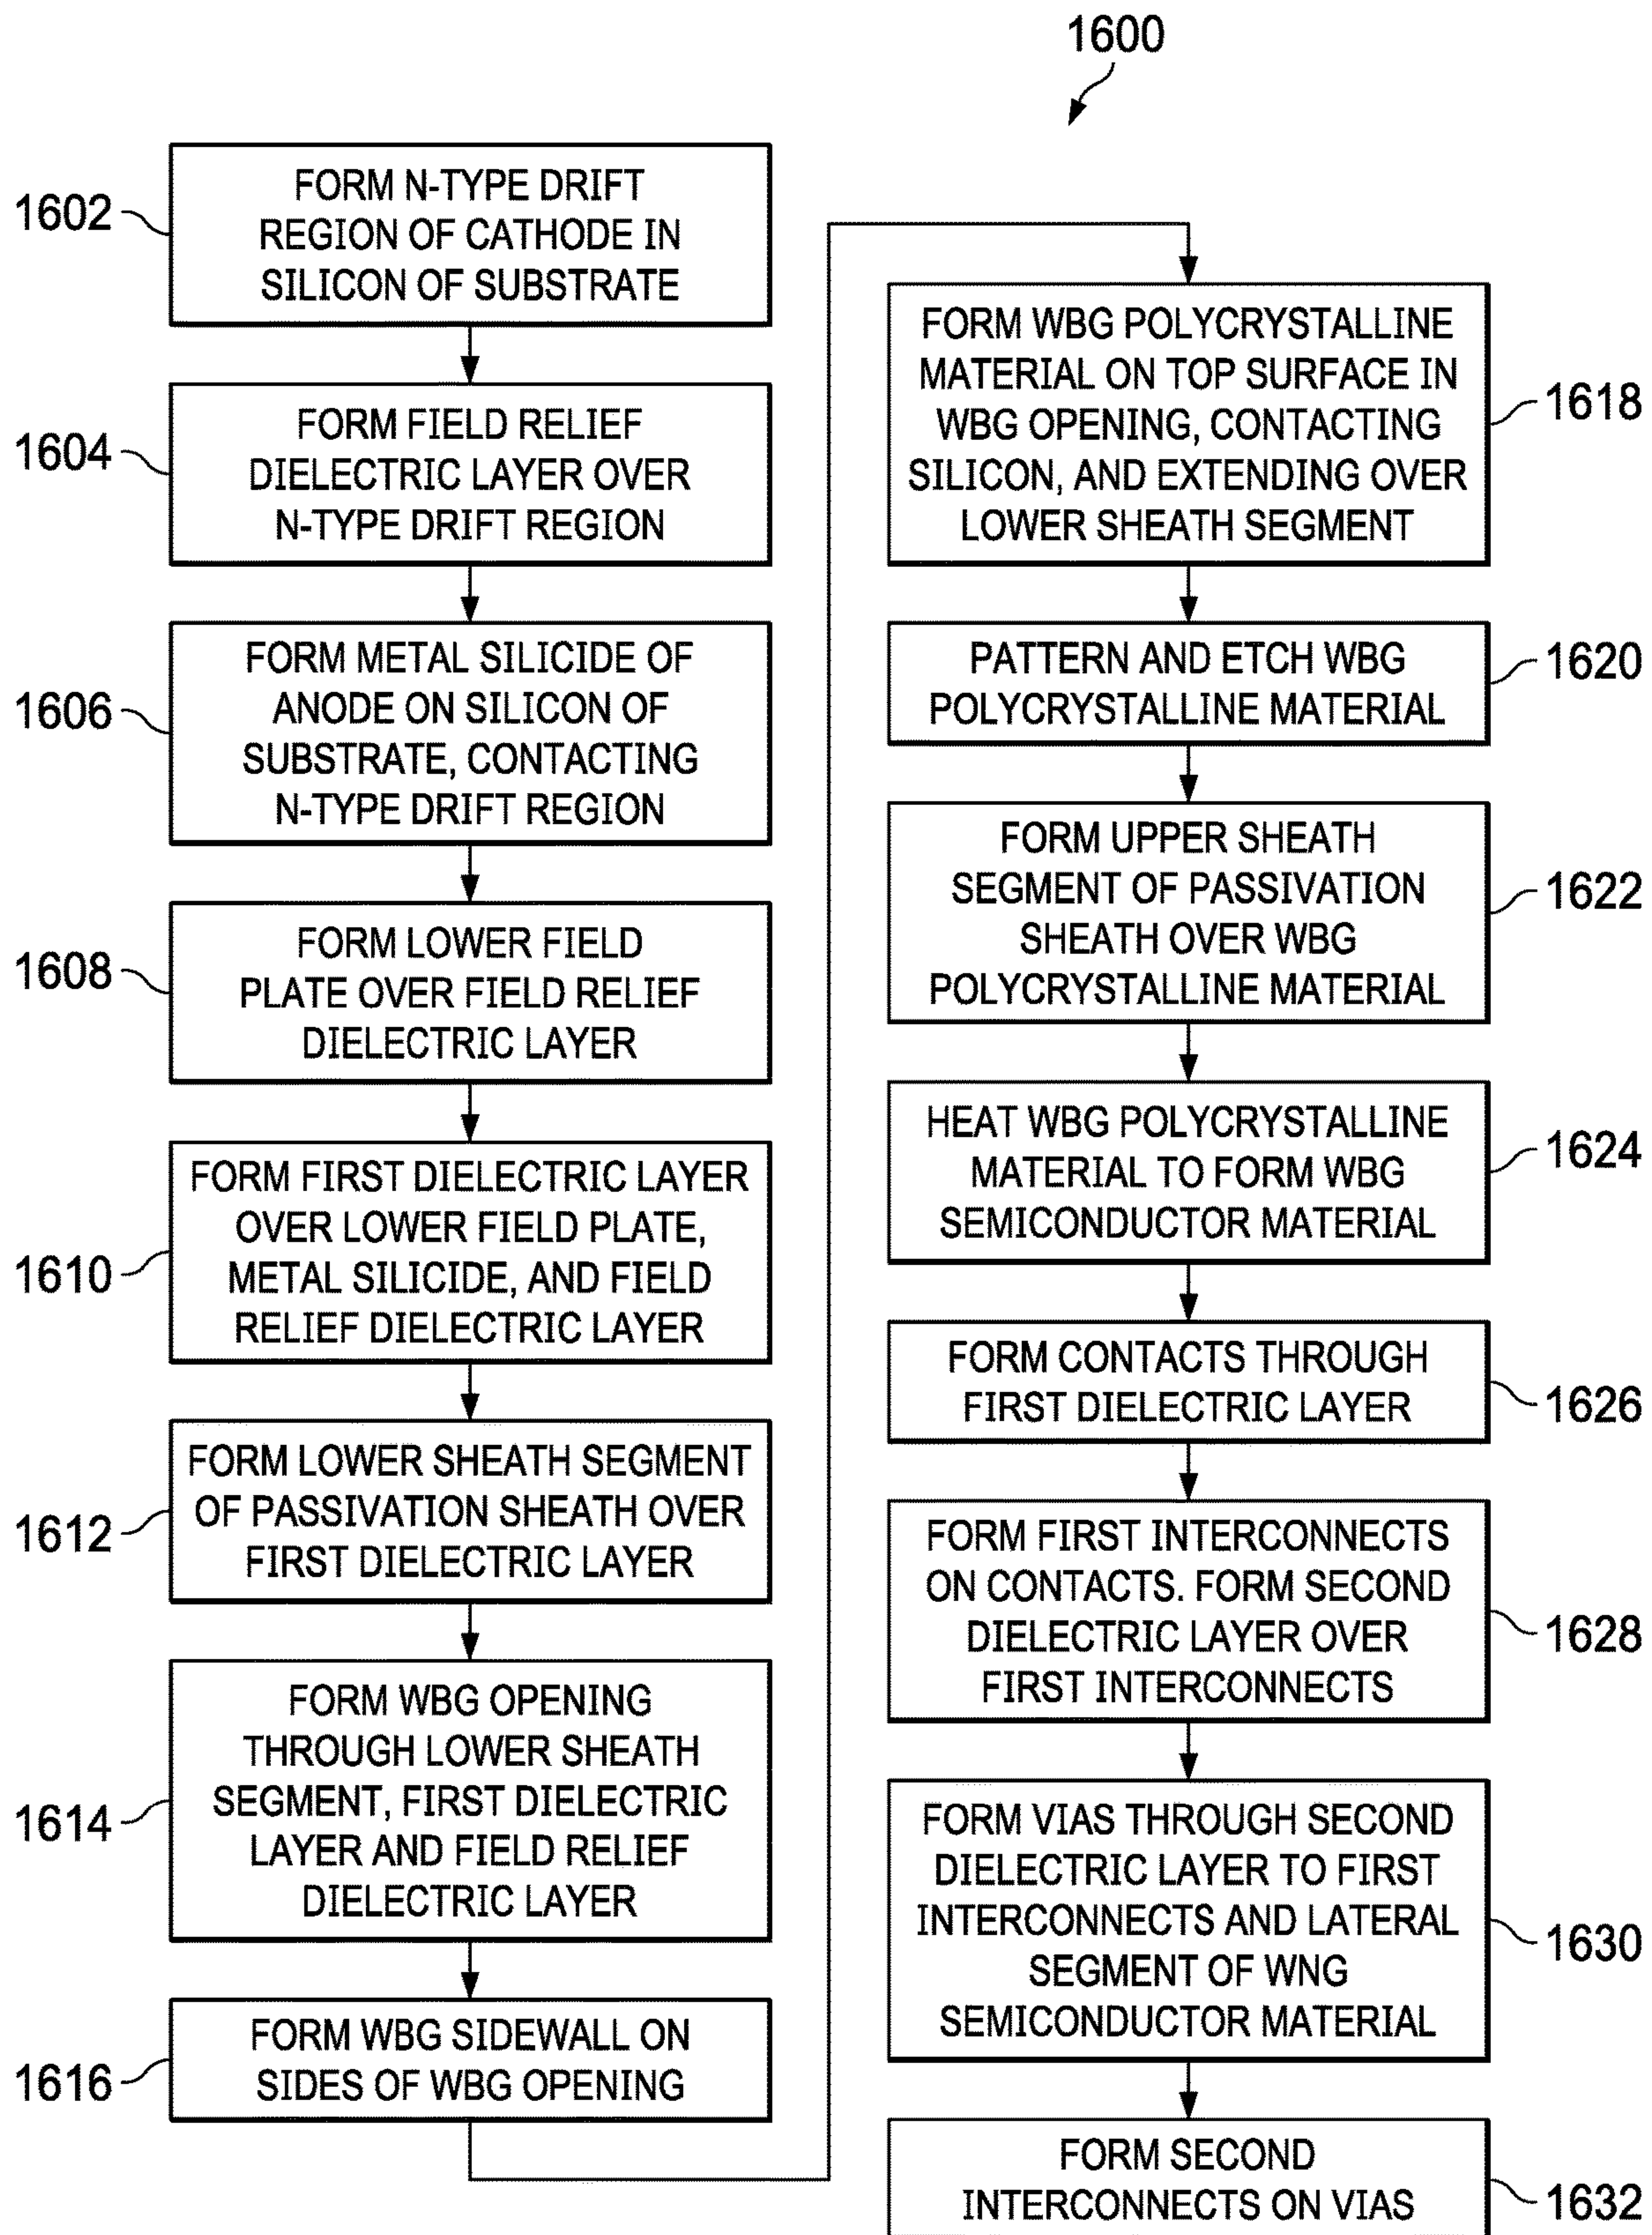 1600
1602
FORM N-TYPE DRIFT
REGION OF CATHODE IN
SILICON OF SUBSTRATE
1604
FORM FIELD RELIEF
DIELECTRIC LAYER OVER
N-TYPE DRIFT REGION
1606
FORM METAL SILICIDE OF
ANODE ON SILICON OF
SUBSTRATE, CONTACTING
N-TYPE DRIFT REGION
1608
FORM LOWER FIELD
PLATE OVER FIELD RELIEF
DIELECTRIC LAYER
1610
FORM FIRST DIELECTRIC LAYER
OVER LOWER FIELD PLATE,
METAL SILICIDE, AND FIELD
RELIEF DIELECTRIC LAYER
1612
FORM LOWER SHEATH SEGMENT
OF PASSIVATION SHEATH OVER
FIRST DIELECTRIC LAYER
1614
FORM WBG OPENING
THROUGH LOWER SHEATH
SEGMENT, FIRST DIELECTRIC
LAYER AND FIELD RELIEF
DIELECTRIC LAYER
1616
FORM WBG SIDEWALL ON
SIDES OF WBG OPENING
FORM WBG POLYCRYSTALLINE
MATERIAL ON TOP SURFACE IN
WBG OPENING, CONTACTING
SILICON, AND EXTENDING OVER
LOWER SHEATH SEGMENT
1618
PATTERN AND ETCH WBG
POLYCRYSTALLINE MATERIAL
1620
FORM UPPER SHEATH
SEGMENT OF PASSIVATION
SHEATH OVER WBG
POLYCRYSTALLINE MATERIAL
1622
HEAT WBG POLYCRYSTALLINE
MATERIAL TO FORM WBG
SEMICONDUCTOR MATERIAL
1624
FORM CONTACTS THROUGH
FIRST DIELECTRIC LAYER
1626
FORM FIRST INTERCONNECTS
ON CONTACTS. FORM SECOND
DIELECTRIC LAYER OVER
FIRST INTERCONNECTS
1628
FORM VIAS THROUGH SECOND
DIELECTRIC LAYER TO FIRST
INTERCONNECTS AND LATERAL
SEGMENT OF WNG
SEMICONDUCTOR MATERIAL
1630
FORM SECOND
INTERCONNECTS ON VIAS
1632